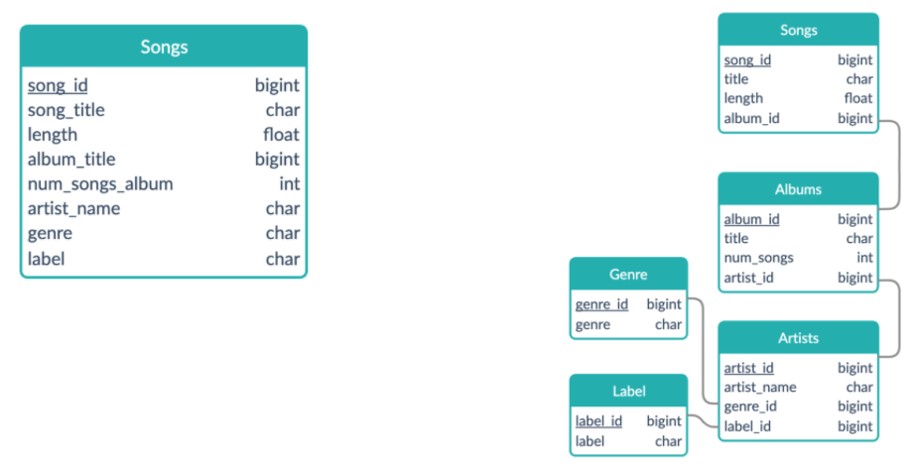 Songs
song_id bigint
song_title char
length float
album_title bigint
num_songs_album int
artist_name char
genre char
label char
Songs
song_id bigint
title char
length float
album_id bigint
Albums
album_id bigint
title char
num_songs int
artist_id bigint
Genre
genre_id bigint
genre char
Artists
artist_id bigint
artist_name char
genre_id bigint
label_id bigint
Label
label_id bigint
label char